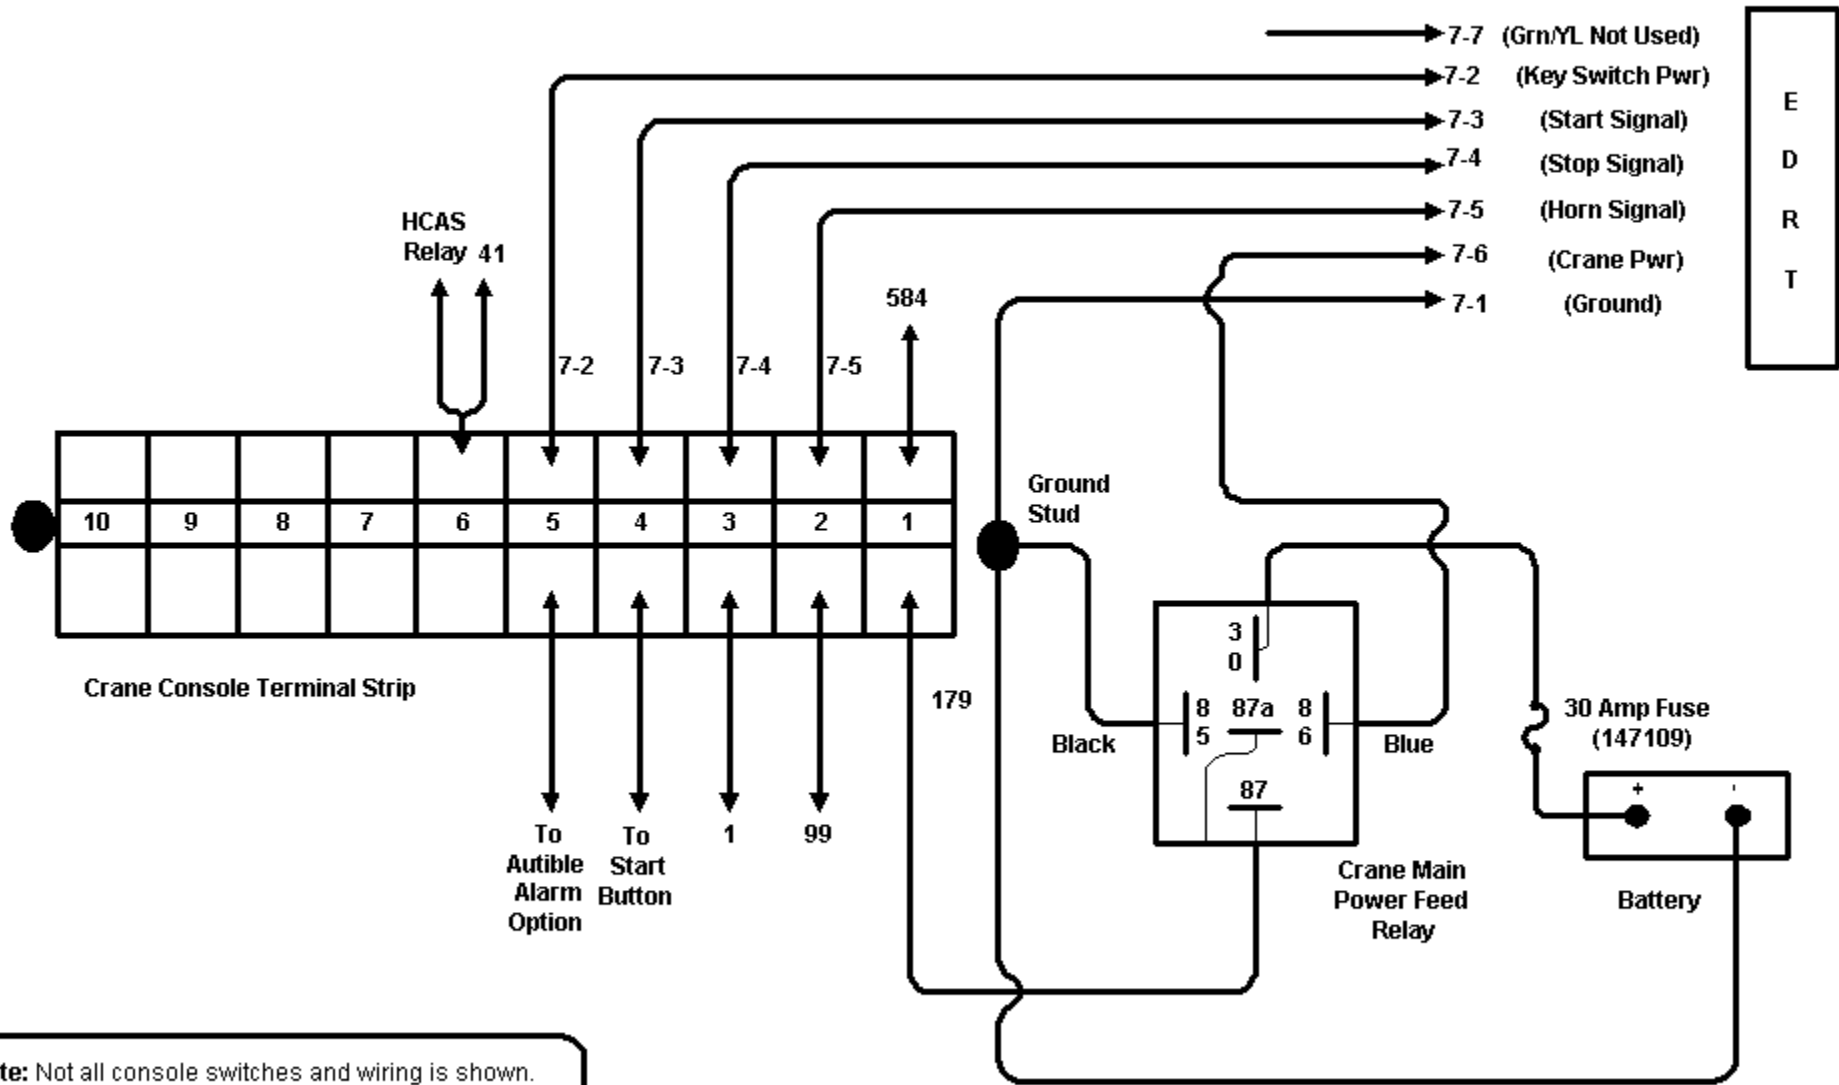 7-7 (Grn/YL Not Used)
7-2 (Key Switch Pwr)
7-3 (Start Signal)
7-4 (Stop Signal)
7-5 (Horn Signal)
7-6 (Crane Pwr)
7-1 (Ground)
E
D
R
T
HCAS
Relay 41
584
7-2 7-3 7-4 7-5
10 9 8 7 6 5 4 3 2 1
Crane Console Terminal Strip
Ground
Stud
179
To
Autible
Alarm
Option
To
Start
Button
1
99
Black
3
0
8
5
87a
8
6
87
Blue
Crane Main
Power Feed
Relay
30 Amp Fuse
(147109)
+ -
Battery
te: Not all console switches and wiring is shown.